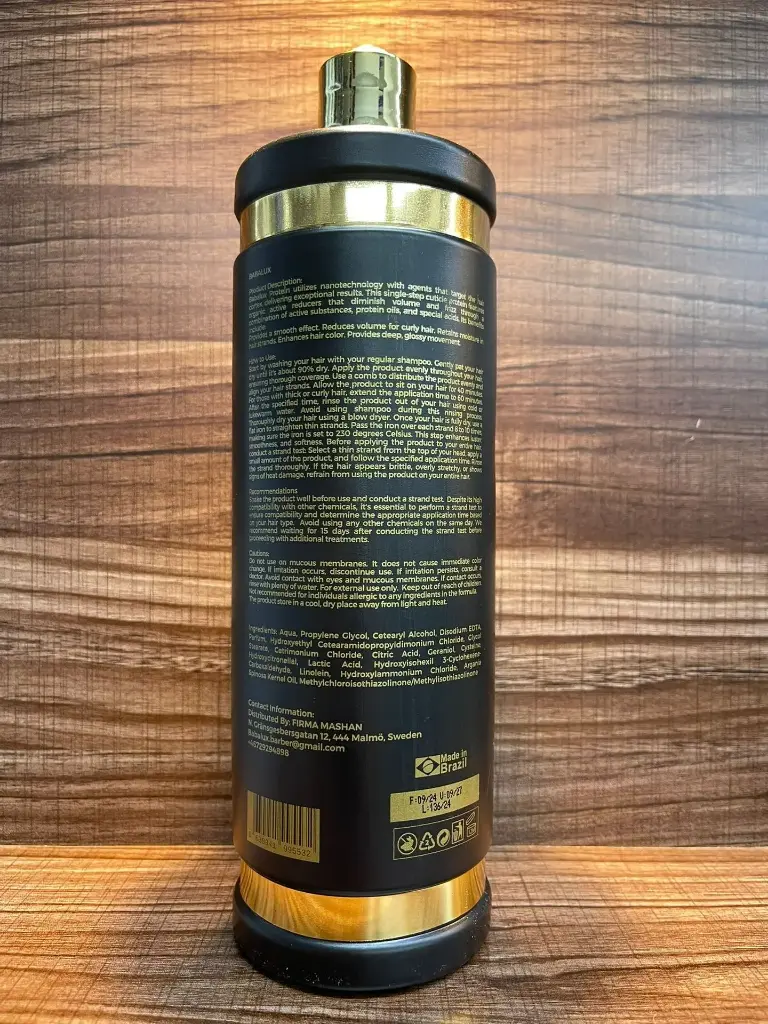 BABALUX
Product Description:
Babalux Protein utilizes nanotechnology with agents that target the hair
cortex, delivering exceptional results. This single-step cuticle protein features
organic active reducers that diminish volume and frizz through a
combination of active substances, protein oils, and special acids. Its benefits
include:
Provides a smooth effect. Reduces volume for curly hair. Retains moisture in
hair strands. Enhances hair color. Provides deep, glossy movement.
How to Use:
Start by washing your hair with your regular shampoo. Gently pat your hair
dry until it's about 90% dry. Apply the product evenly throughout your hair,
ensuring thorough coverage. Use a comb to distribute the product evenly and
align your hair strands. Allow the product to sit on your hair for 40 minutes.
For those with thick or curly hair, extend the application time to 60 minutes.
After the specified time, rinse the product out of your hair using cold or
lukewarm water. Avoid using shampoo during this rinsing process.
Thoroughly dry your hair using a blow dryer. Once your hair is fully dry, use a
flat iron to straighten thin strands. Pass the iron over each strand 8 to 10 times,
making sure the iron is set to 230 degrees Celsius. This step enhances luster,
smoothness, and softness. Before applying the product to your entire hair,
conduct a strand test: Select a thin strand from the top of your head, apply a
small amount of the product, and follow the specified application time. Rinse
the strand thoroughly. If the hair appears brittle, overly stretchy, or shows
signs of heat damage, refrain from using the product on your entire hair.
Recommendations
Shake the product well before use and conduct a strand test. Despite its high
compatibility with other chemicals, it's essential to perform a strand test to
ensure compatibility and determine the appropriate application time based
on your hair type. Avoid using any other chemicals on the same day. We
recommend waiting for 15 days after conducting the strand test before
proceeding with additional treatments.
Cautions:
Do not use on mucous membranes. It does not cause immediate color
change. If irritation occurs, discontinue use. If irritation persists, consult a
doctor. Avoid contact with eyes and mucous membranes. If contact occurs,
rinse with plenty of water. For external use only. Keep out of reach of children.
Not recommended for individuals allergic to any ingredients in the formula.
The product store in a cool, dry place away from light and heat.
Ingredients: Aqua, Propylene Glycol, Cetearyl Alcohol, Disodium EDTA,
Parfum, Hydroxyethyl Cetearamidopropyldimonium Chloride, Glycol
Stearate, Cetrimonium Chloride, Citric Acid, Geraniol, Cysteine,
Hydroxycitronellal, Lactic Acid, Hydroxyisohexil 3-Cyclohexene-
Carboxaldehyde, Linolein, Hydroxylammonium Chloride, Argania
Spinosa Kernel Oil, Methylchloroisothiazolinone/Methylisothiazolinone
Contact Information:
Distributed By: FIRMA MASHAN
N. Grängsgesbersgatan 12, 444 Malmö, Sweden
Babalux.barber@gmail.com
+46729294898
Made in
Brazil
F:09/24 V:09/27
L:136/24